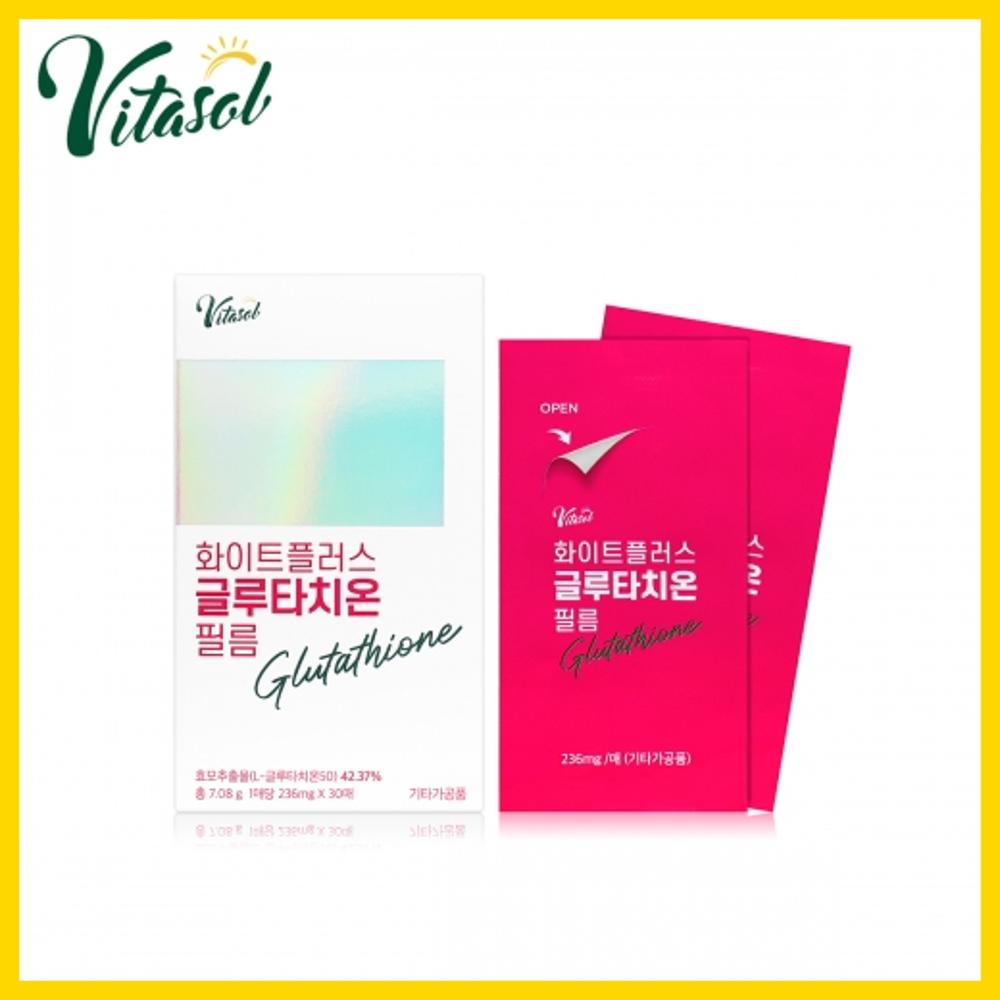 Vitasol
Vitasol
화이트플러스
글루타치온
필름
Glutathione
효모추출물(L-글루타치온50) 42.37%
총 7.08 g 1매당 236mg X 30매
기타가공품
OPEN
Vitasol
화이트플러스
글루타치온
필름
Glutathione
236mg /매 (기타가공품)